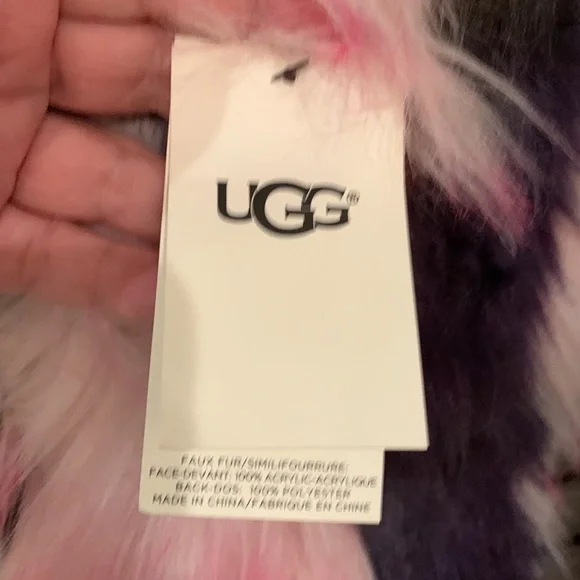 UGG®
FAUX FUR/SIMILIFOURRURE:
FACE-DEVANT: 100% ACRYLIC-ACRYLIQUE
BACK-DOS: 100% POLYESTER
MADE IN CHINA/FABRIQUÉ EN CHINE